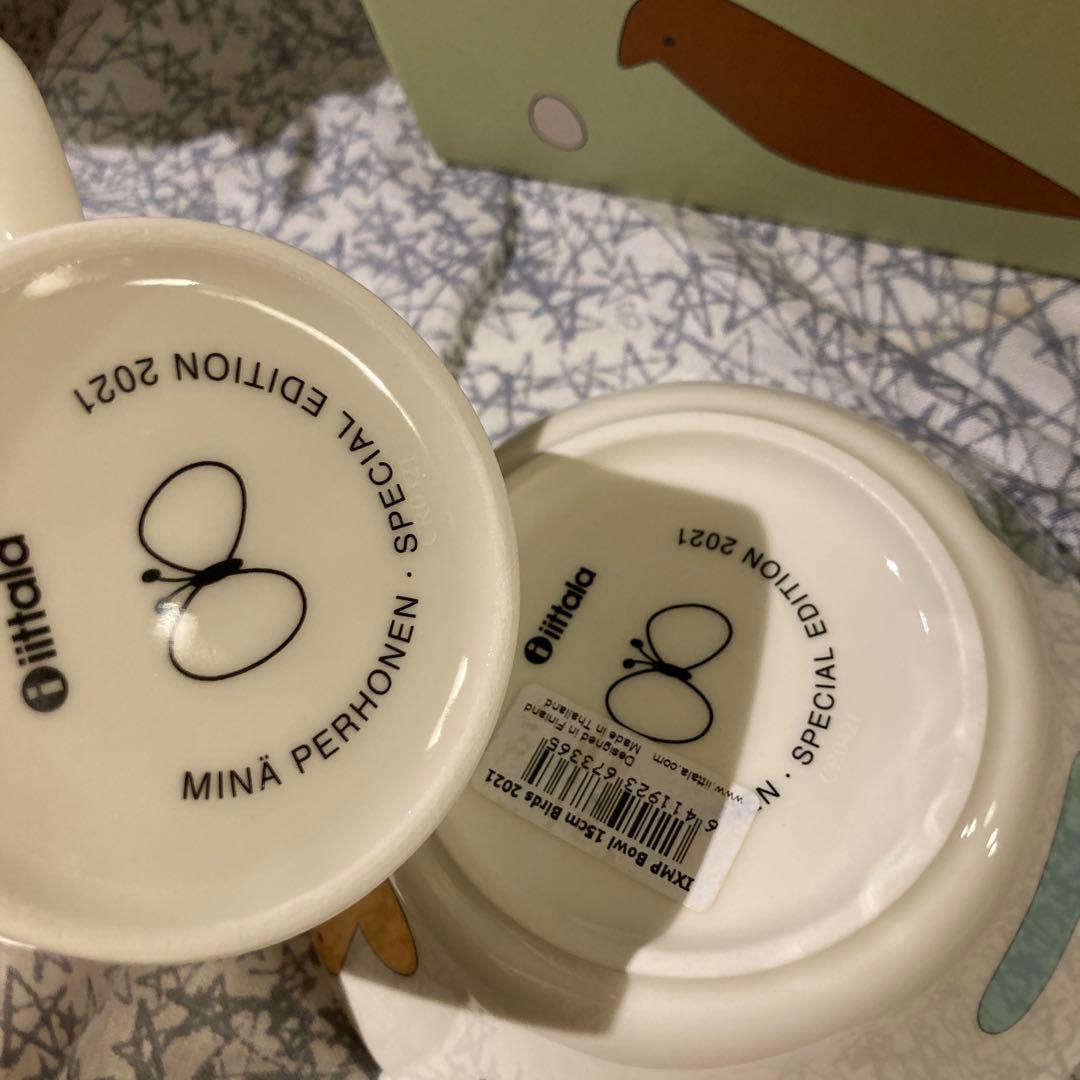 iittala
MINÄ PERHONEN · SPECIAL EDITION 2021
iittala
· SPECIAL EDITION 2021
IXMP Bowl 15cm Birds 2021
6 411923 673365
www.iittala.com
Designed in Finland
Made in Thailand